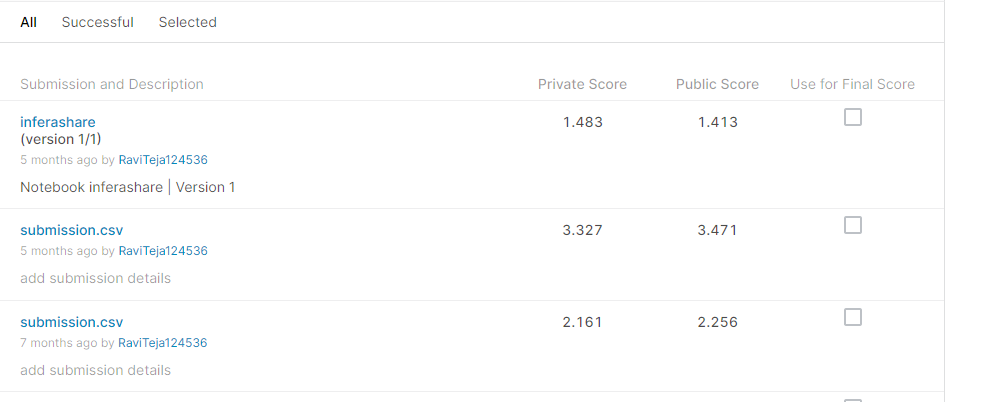 All Successful Selected
Submission and Description Private Score Public Score Use for Final Score
inferashare 1.483 1.413
(version 1/1)
5 months ago by RaviTeja124536
Notebook inferashare | Version 1
submission.csv 3.327 3.471
5 months ago by RaviTeja124536
add submission details
submission.csv 2.161 2.256
7 months ago by RaviTeja124536
add submission details